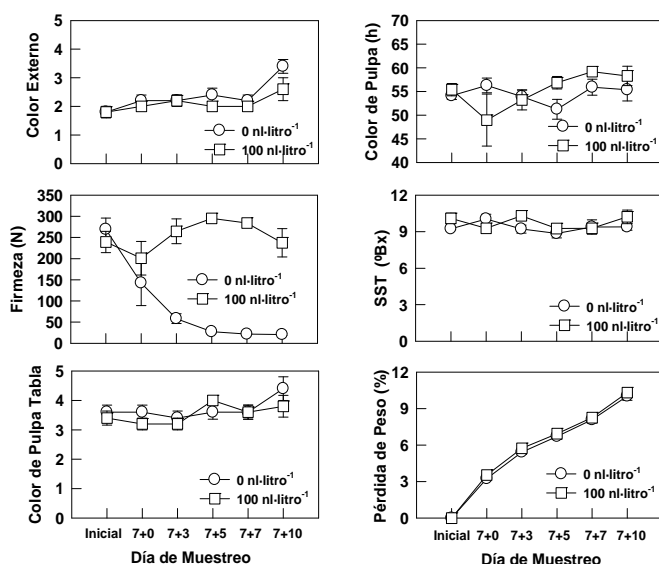 Color Externo
5
4
3
2
1
0 nl·litro⁻¹
100 nl·litro⁻¹
Color de Pulpa (h)
70
65
60
55
50
45
40
0 nl·litro⁻¹
100 nl·litro⁻¹
Firmeza (N)
350
300
250
200
150
100
50
0
0 nl·litro⁻¹
100 nl·litro⁻¹
SST (ºBx)
12
9
6
3
0
0 nl·litro⁻¹
100 nl·litro⁻¹
Color de Pulpa Tabla
5
4
3
2
1
0
0 nl·litro⁻¹
100 nl·litro⁻¹
Inicial 7+0 7+3 7+5 7+7 7+10
Día de Muestreo
Pérdida de Peso (%)
12
9
6
3
0
0 nl·litro⁻¹
100 nl·litro⁻¹
Inicial 7+0 7+3 7+5 7+7 7+10
Día de Muestreo